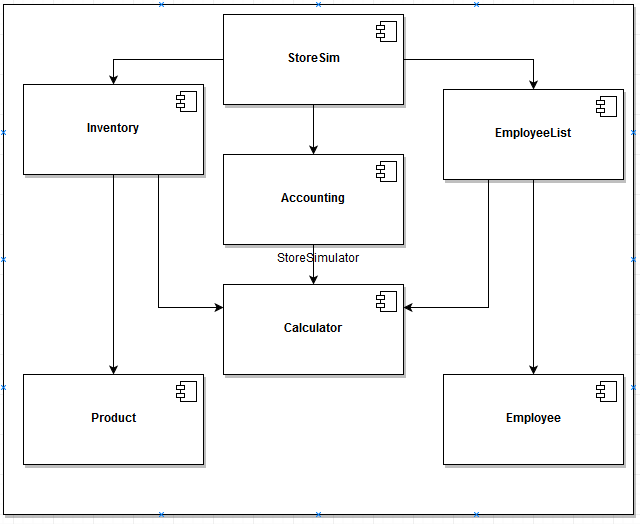 StoreSim
Inventory
EmployeeList
Accounting
StoreSimulator
Calculator
Product
Employee